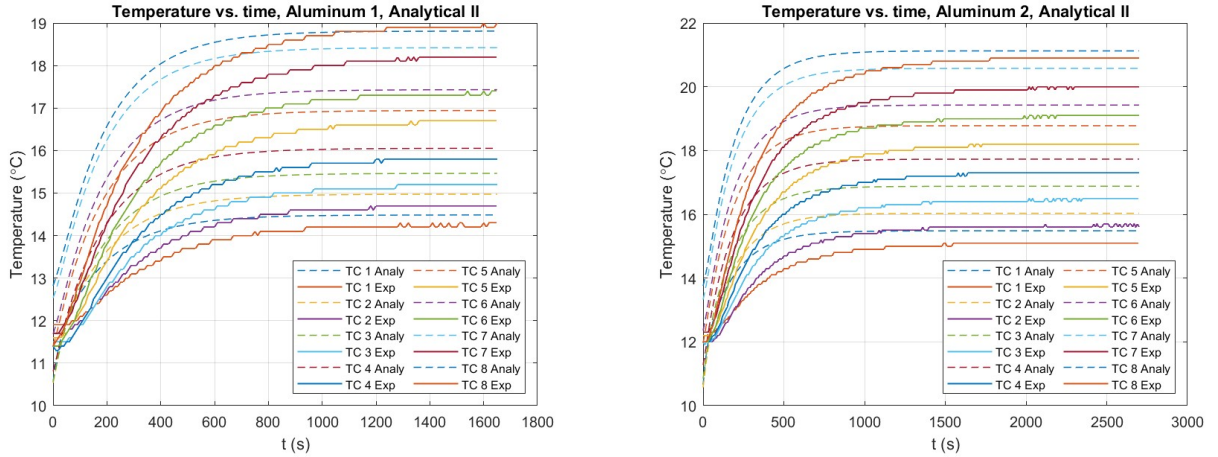 Temperature vs. time, Aluminum 1, Analytical II
19
18
17
16
15
14
13
12
11
10
Temperature (°C)
0 200 400 600 800 1000 1200 1400 1600 1800
t (s)
TC 1 Analy TC 5 Analy
TC 1 Exp TC 5 Exp
TC 2 Analy TC 6 Analy
TC 2 Exp TC 6 Exp
TC 3 Analy TC 7 Analy
TC 3 Exp TC 7 Exp
TC 4 Analy TC 8 Analy
TC 4 Exp TC 8 Exp
Temperature vs. time, Aluminum 2, Analytical II
22
20
18
16
14
12
10
Temperature (°C)
0 500 1000 1500 2000 2500 3000
t (s)
TC 1 Analy TC 5 Analy
TC 1 Exp TC 5 Exp
TC 2 Analy TC 6 Analy
TC 2 Exp TC 6 Exp
TC 3 Analy TC 7 Analy
TC 3 Exp TC 7 Exp
TC 4 Analy TC 8 Analy
TC 4 Exp TC 8 Exp